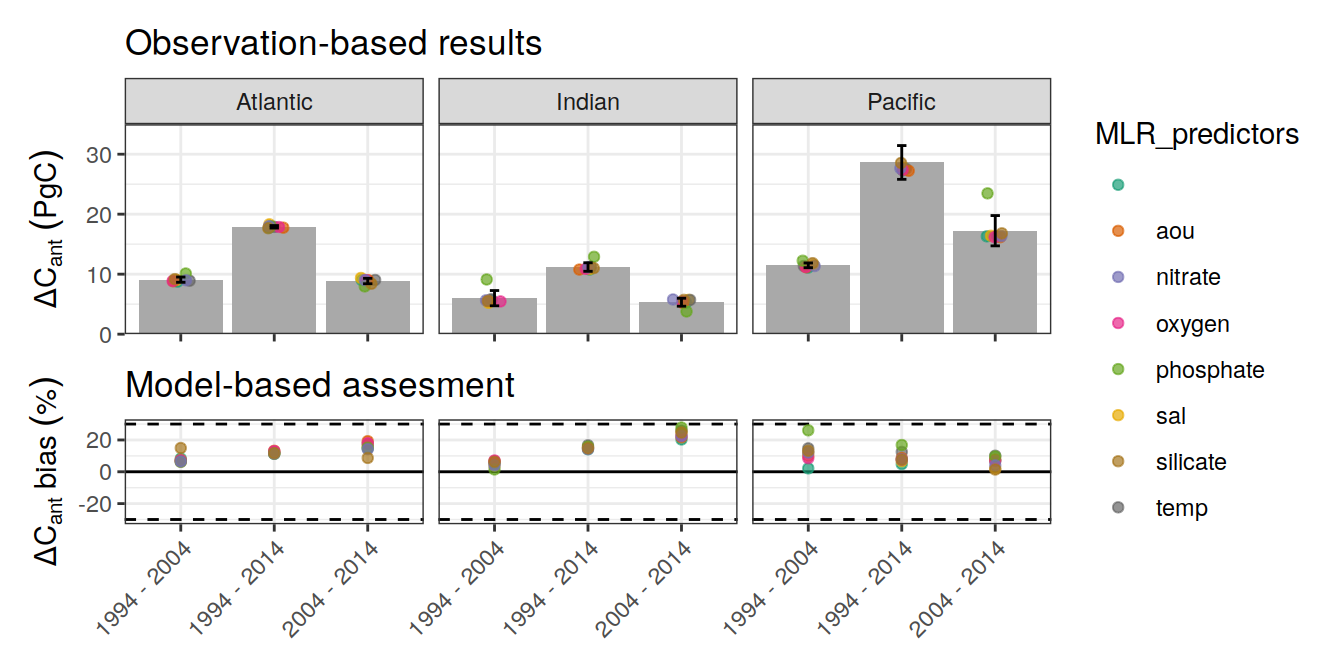 Observation-based results
Atlantic
Indian
Pacific
ΔCant (PgC)
30
20
10
0
Model-based assesment
ΔCant bias (%)
20
0
-20
1994 - 2004
1994 - 2014
2004 - 2014
1994 - 2004
1994 - 2014
2004 - 2014
1994 - 2004
1994 - 2014
2004 - 2014
MLR_predictors
aou
nitrate
oxygen
phosphate
sal
silicate
temp